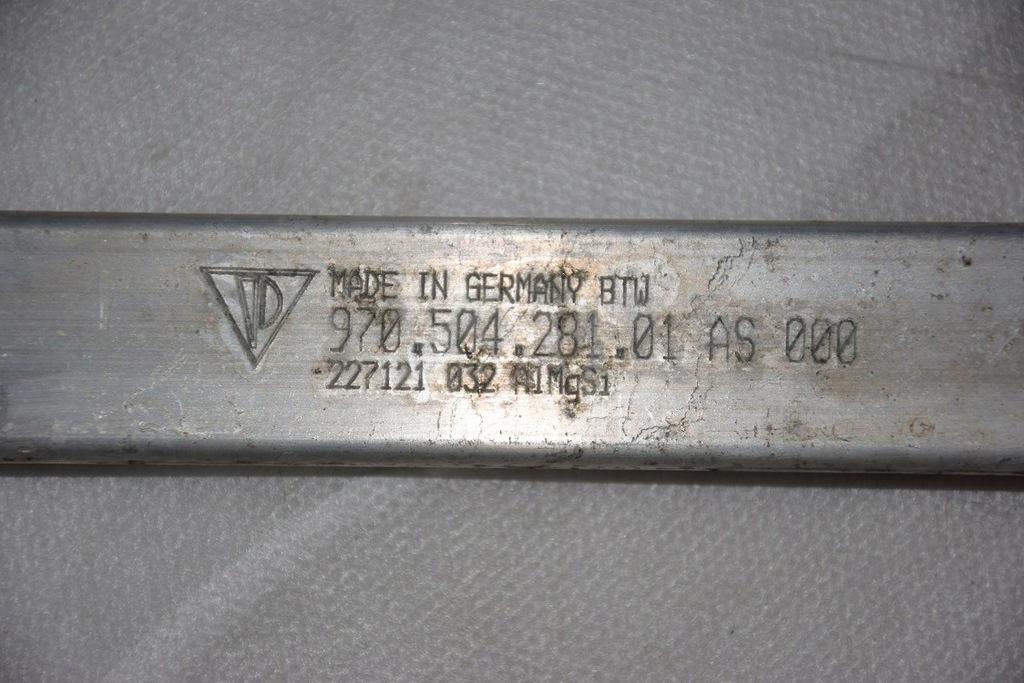 MADE IN GERMANY BTW
970.504.281.01 AS 000
227121 032 AlMgSi